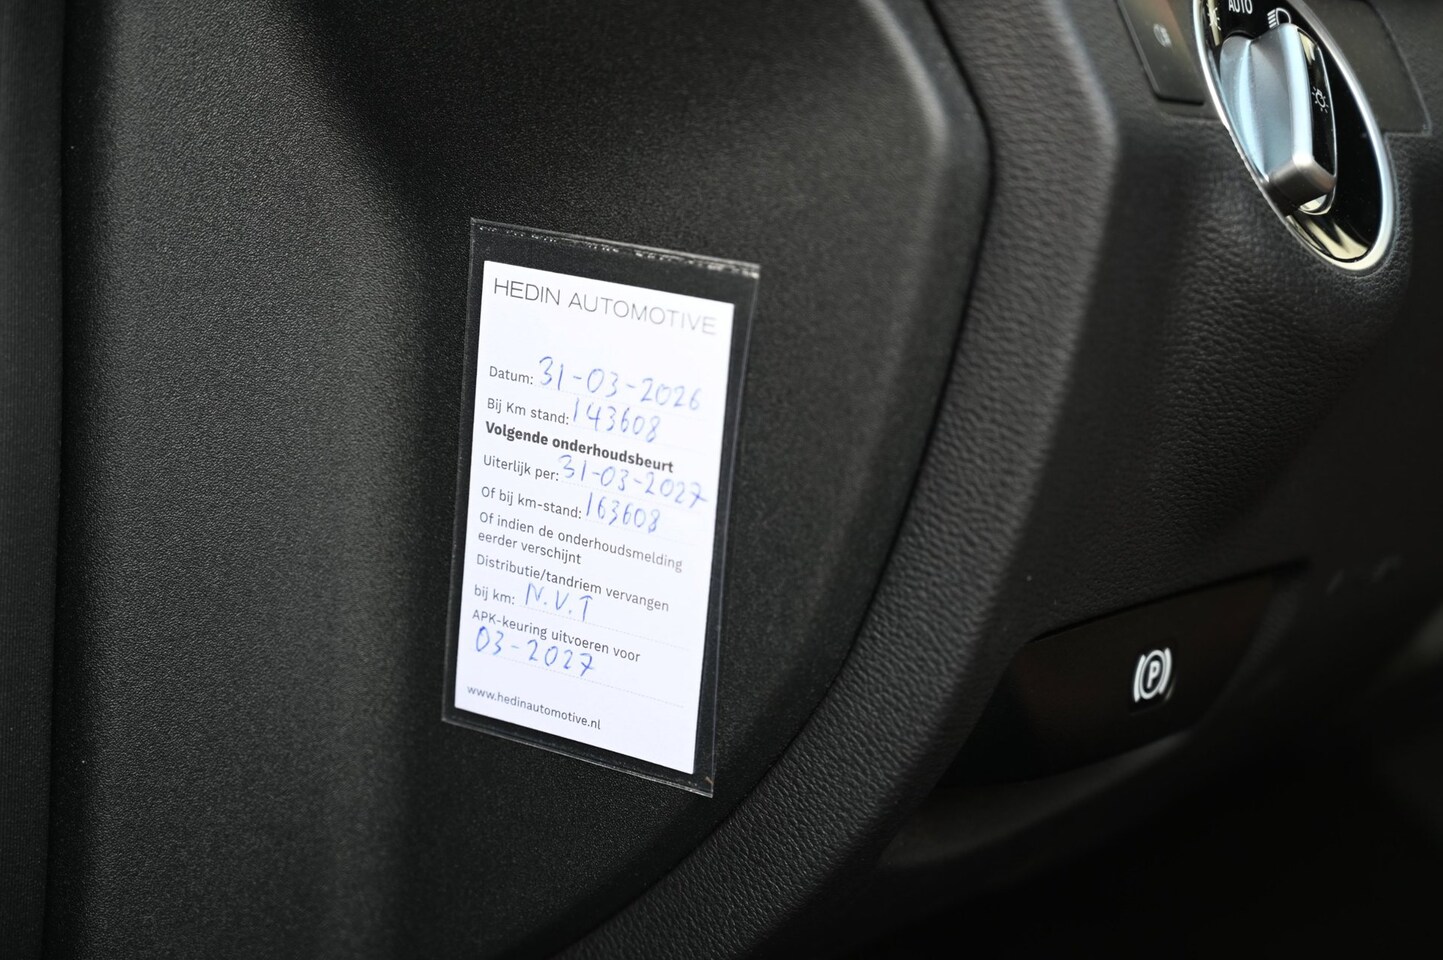 AUTO
HEDIN AUTOMOTIVE
Datum: 31-03-2026
Bij Km stand: 143608
Volgende onderhoudsbeurt
Uiterlijk per: 31-03-2027
Of bij km-stand: 163608
Of indien de onderhoudsmelding
eerder verschijnt
Distributie/tandriem vervangen
bij km: N.V.T
APK-keuring uitvoeren voor
03-2027
www.hedinautomotive.nl
P